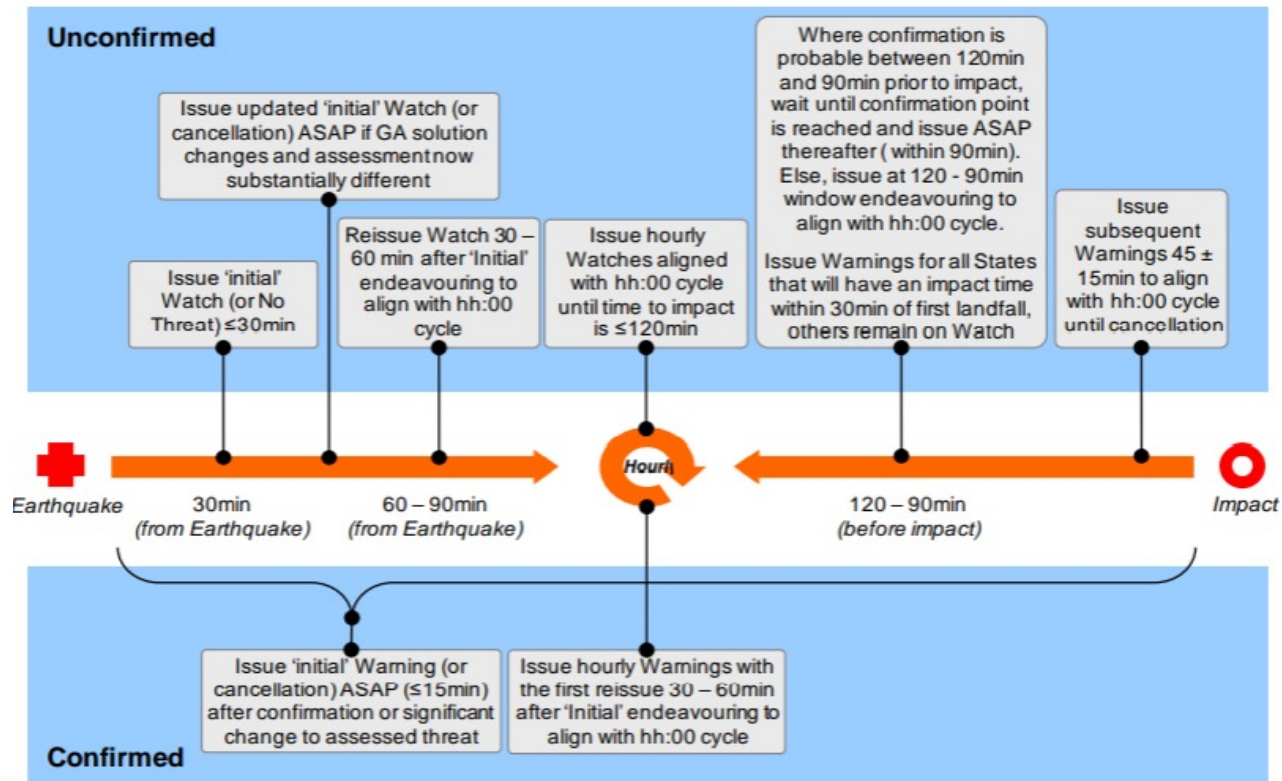 Unconfirmed
Issue updated ‘initial’ Watch (or
cancellation) ASAP if GA solution
changes and assessment now
substantially different
Where confirmation is
probable between 120min
and 90min prior to impact,
wait until confirmation point
is reached and issue ASAP
thereafter ( within 90min).
Else, issue at 120 - 90min
window endeavouring to
align with hh:00 cycle.
Issue Warnings for all States
that will have an impact time
within 30min of first landfall,
others remain on Watch
Issue ‘initial’
Watch (or No
Threat) ≤30min
Reissue Watch 30 –
60 min after ‘Initial’
endeavouring to
align with hh:00
cycle
Issue hourly
Watches aligned
with hh:00 cycle
until time to impact
is ≤120min
Issue
subsequent
Warnings 45 ±
15min to align
with hh:00 cycle
until cancellation
Hourly
Earthquake
30min
(from Earthquake)
60 – 90min
(from Earthquake)
120 – 90min
(before impact)
Impact
Issue ‘initial’ Warning (or
cancellation) ASAP (≤15min)
after confirmation or significant
change to assessed threat
Issue hourly Warnings with
the first reissue 30 – 60min
after ‘Initial’ endeavouring to
align with hh:00 cycle
Confirmed